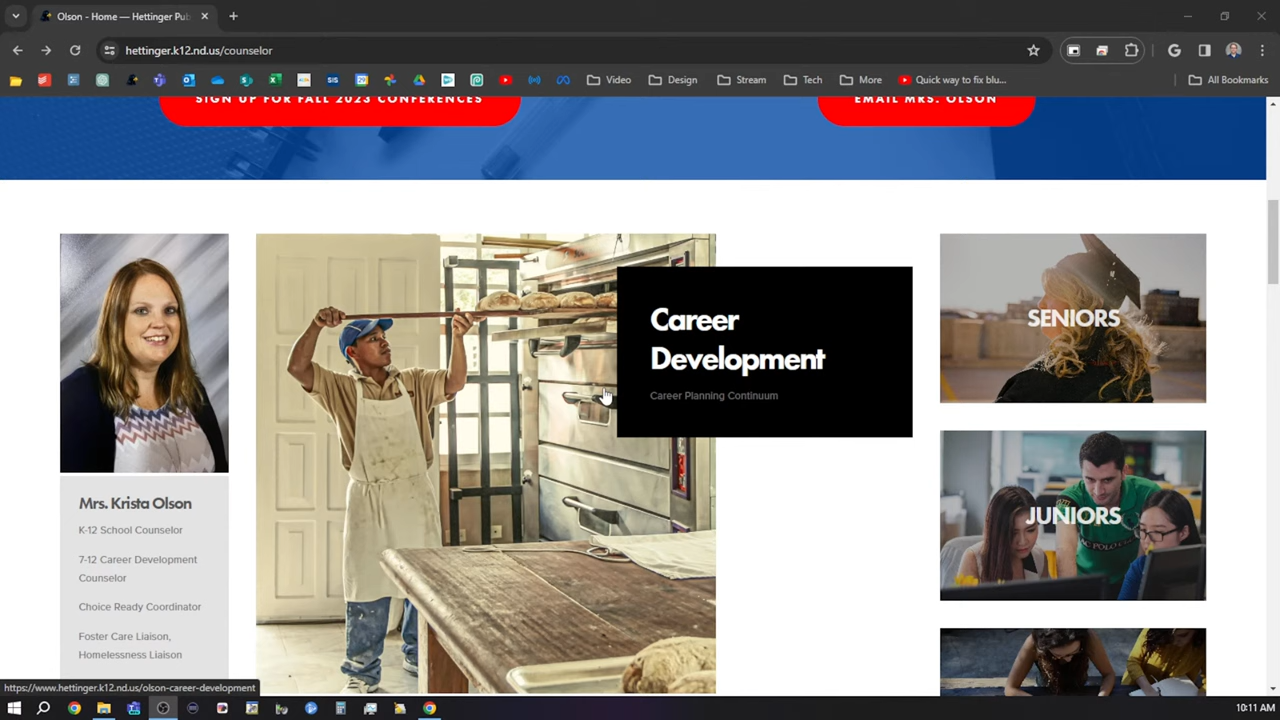 Olson - Home — Hettinger Pub
hettinger.k12.nd.us/counselor
SIS
Video
Design
Stream
Tech
More
Quick way to fix blu...
All Bookmarks
SIGN UP FOR FALL 2023 CONFERENCES
EMAIL MRS. OLSON
Career
Development
Career Planning Continuum
SENIORS
JUNIORS
Mrs. Krista Olson
K-12 School Counselor
7-12 Career Development
Counselor
Choice Ready Coordinator
Foster Care Liaison,
Homelessness Liaison
https://www.hettinger.k12.nd.us/olson-career-development
10:11 AM